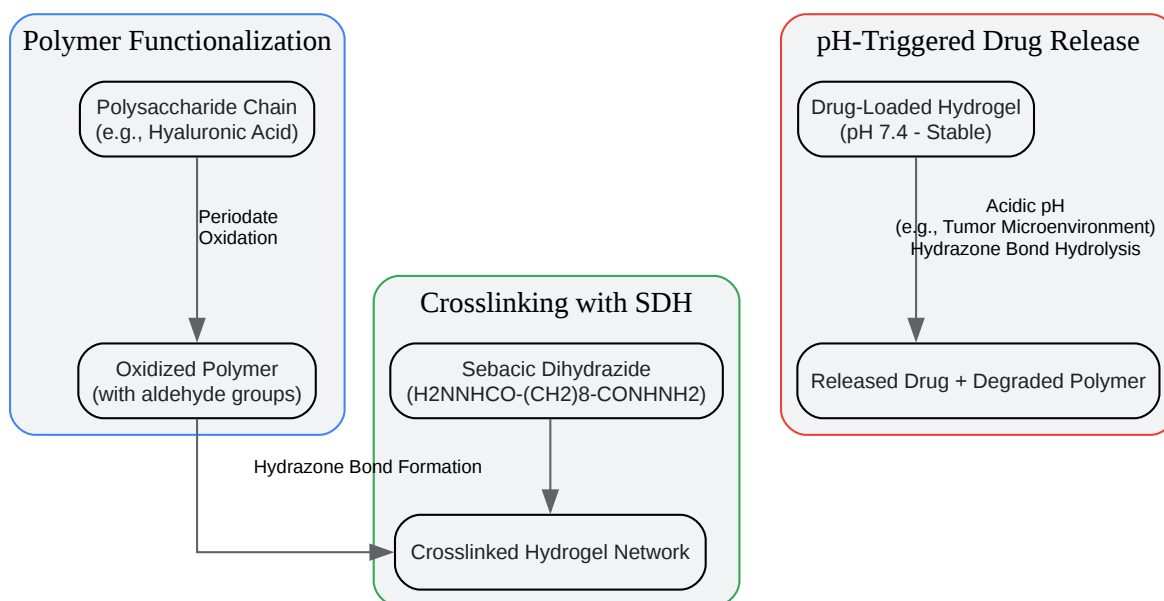 Polymer Functionalization
Polysaccharide Chain
(e.g., Hyaluronic Acid)
Periodate
Oxidation
Oxidized Polymer
(with aldehyde groups)
Hydrazone Bond Formation
Crosslinking with SDH
Sebacic Dihydrazide
(H2NNHCO-(CH2)8-CONHNH2)
Crosslinked Hydrogel Network
pH-Triggered Drug Release
Drug-Loaded Hydrogel
(pH 7.4 - Stable)
Acidic pH
(e.g., Tumor Microenvironment)
Hydrazone Bond Hydrolysis
Released Drug + Degraded Polymer